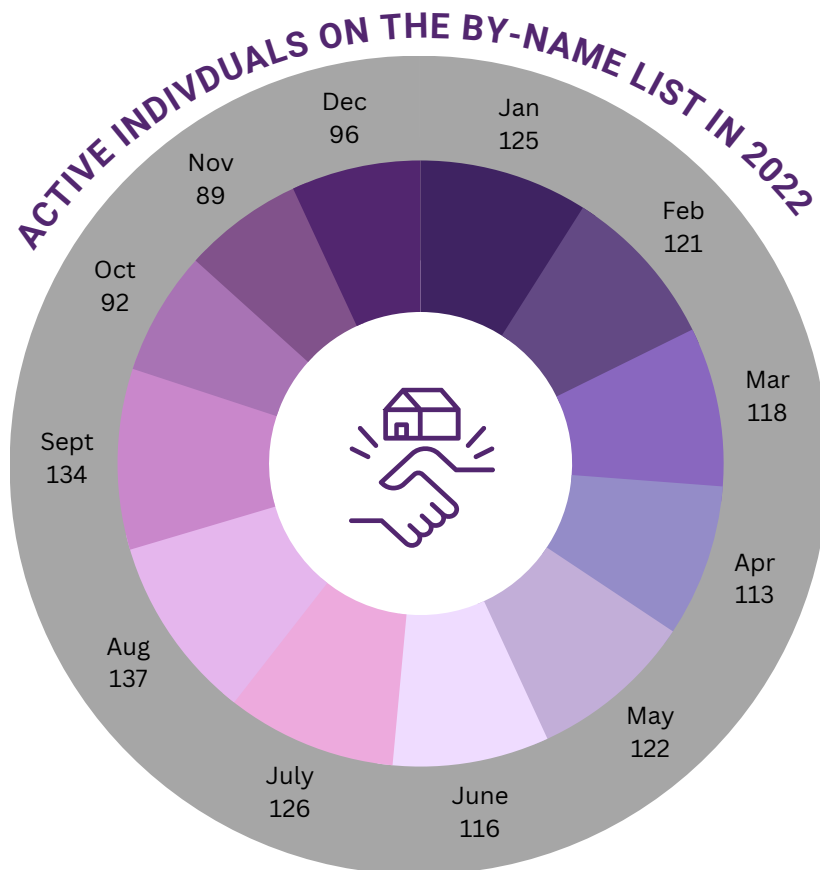 ACTIVE INDIVDUALS ON THE BY-NAME LIST IN 2022
Jan
125
Feb
121
Mar
118
Apr
113
May
122
June
116
July
126
Aug
137
Sept
134
Oct
92
Nov
89
Dec
96